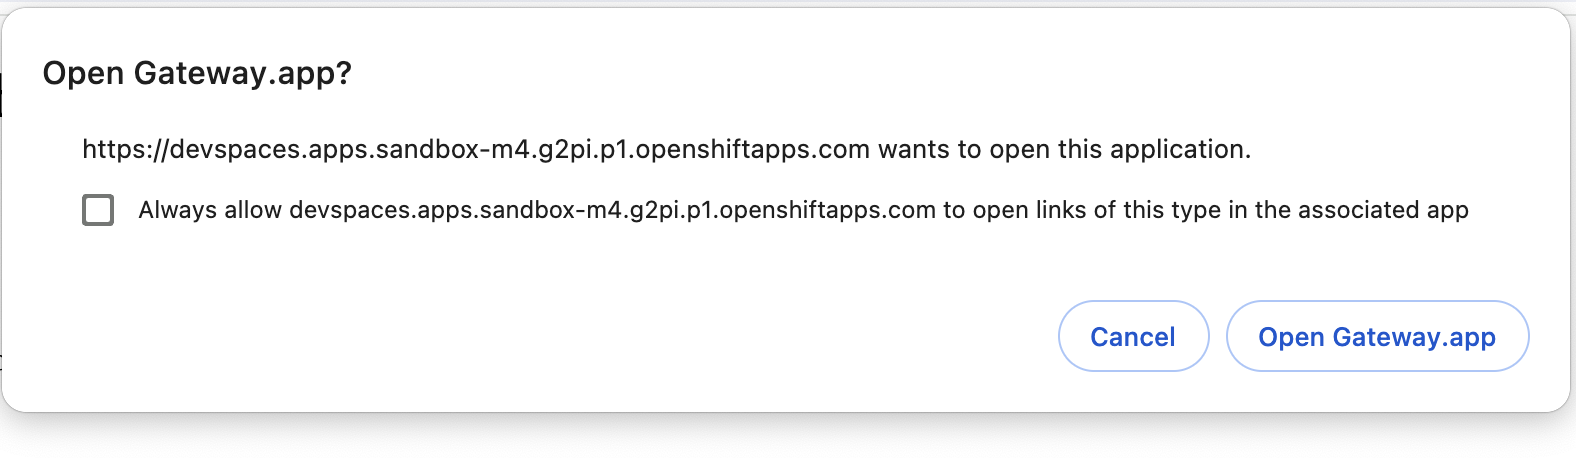 Open Gateway.app?
https://devspaces.apps.sandbox-m4.g2pi.p1.openshiftapps.com wants to open this application.
Always allow devspaces.apps.sandbox-m4.g2pi.p1.openshiftapps.com to open links of this type in the associated app
Cancel
Open Gateway.app